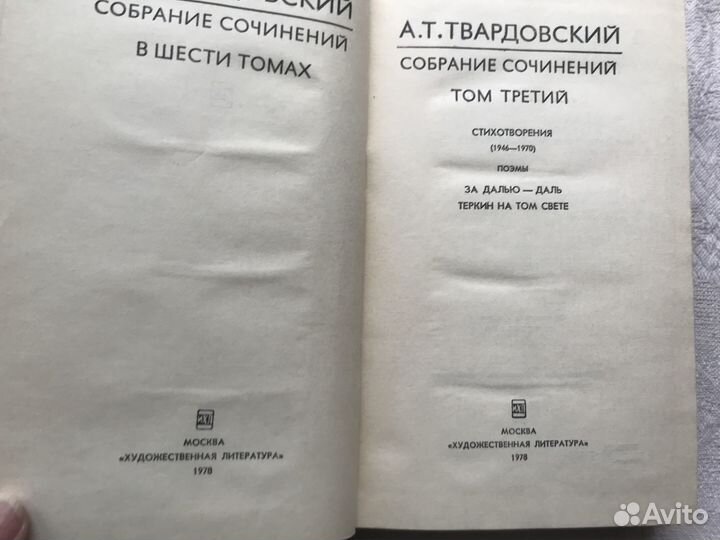 СОБРАНИЕ СОЧИНЕНИЙ
В ШЕСТИ ТОМАХ
МОСКВА
«ХУДОЖЕСТВЕННАЯ ЛИТЕРАТУРА»
1978
А.Т.ТВАРДОВСКИЙ
СОБРАНИЕ СОЧИНЕНИЙ
ТОМ ТРЕТИЙ
СТИХОТВОРЕНИЯ
(1946—1970)
ПОЭМЫ
ЗА ДАЛЬЮ — ДАЛЬ
ТЕРКИН НА ТОМ СВЕТЕ
МОСКВА
«ХУДОЖЕСТВЕННАЯ ЛИТЕРАТУРА»
1978
Avito